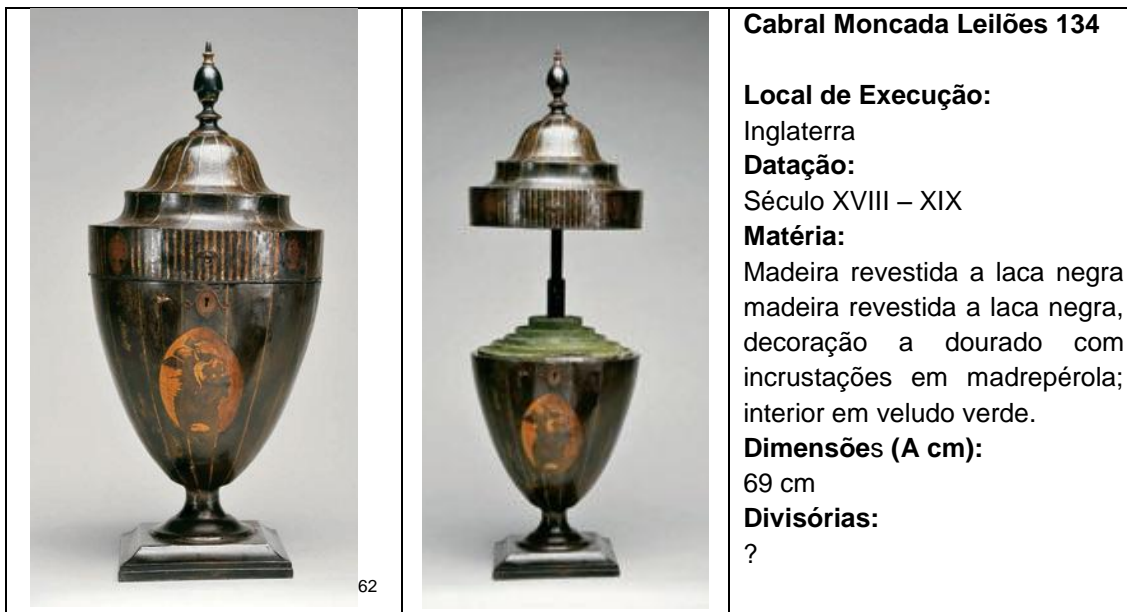 Cabral Moncada Leilões 134
Local de Execução:
Inglaterra
Datação:
Século XVIII – XIX
Matéria:
Madeira revestida a laca negra
madeira revestida a laca negra,
decoração a dourado com
incrustações em madrepérola;
interior em veludo verde.
Dimensões (A cm):
69 cm
Divisórias:
?
62